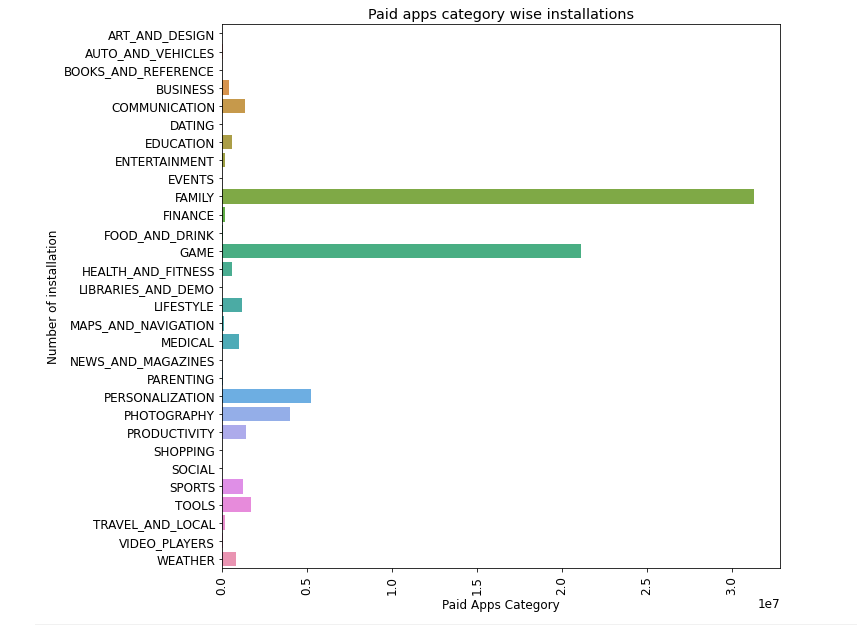 Paid apps category wise installations
ART_AND_DESIGN
AUTO_AND_VEHICLES
BOOKS_AND_REFERENCE
BUSINESS
COMMUNICATION
DATING
EDUCATION
ENTERTAINMENT
EVENTS
FAMILY
FINANCE
FOOD_AND_DRINK
GAME
HEALTH_AND_FITNESS
LIBRARIES_AND_DEMO
LIFESTYLE
MAPS_AND_NAVIGATION
MEDICAL
NEWS_AND_MAGAZINES
PARENTING
PERSONALIZATION
PHOTOGRAPHY
PRODUCTIVITY
SHOPPING
SOCIAL
SPORTS
TOOLS
TRAVEL_AND_LOCAL
VIDEO_PLAYERS
WEATHER
Number of installation
0.0 0.5 1.0 1.5 2.0 2.5 3.0
1e7
Paid Apps Category